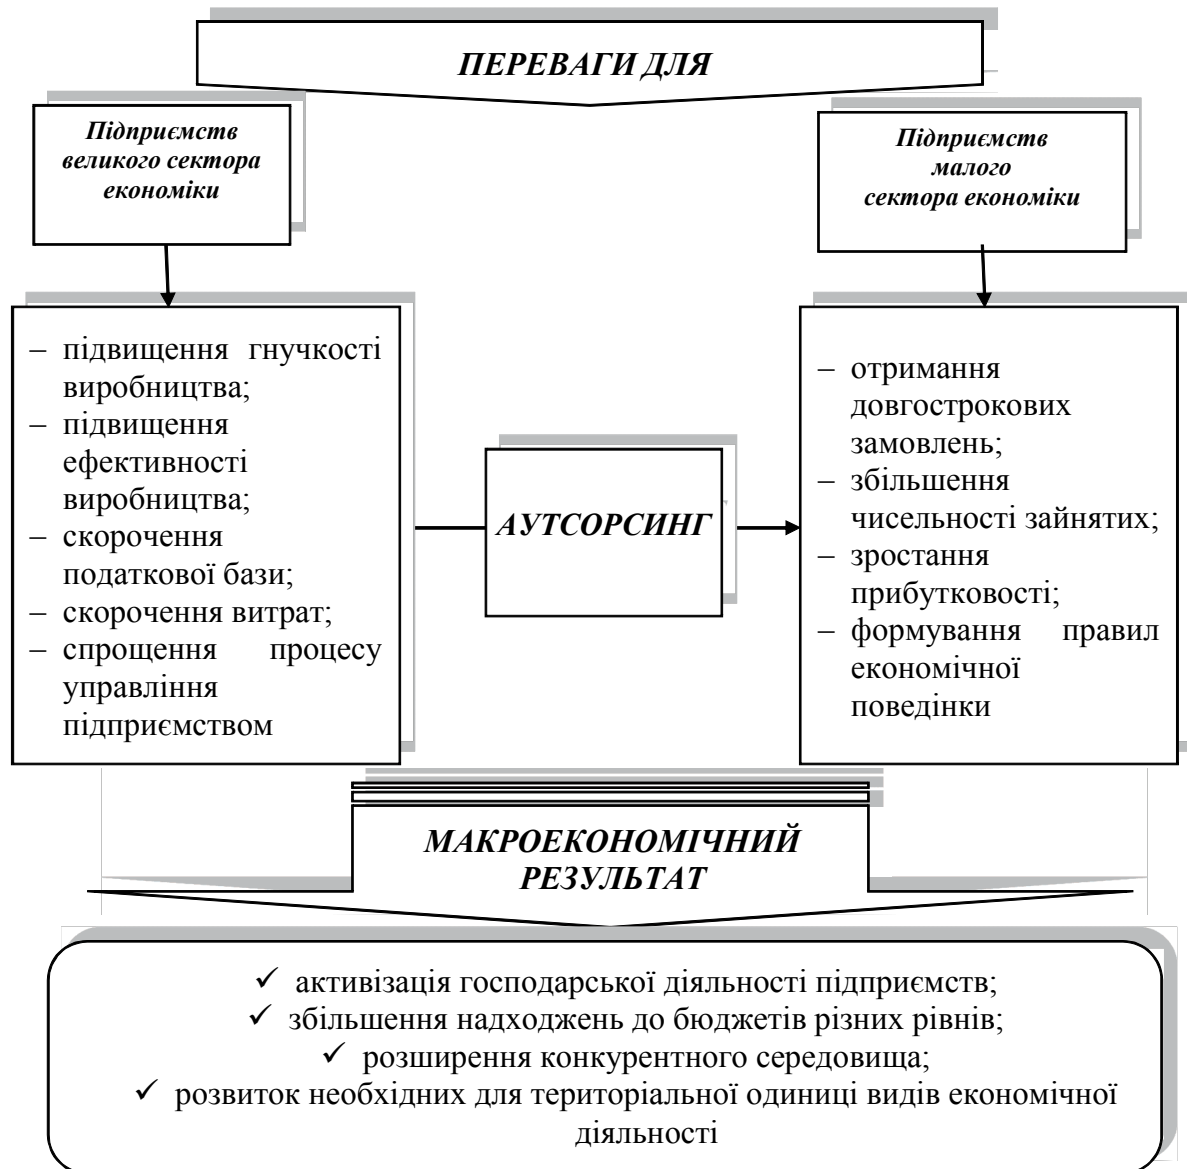 ПЕРЕВАГИ ДЛЯ
Підприємств
великого сектора
економіки
Підприємств
малого
сектора економіки
– підвищення гнучкості
виробництва;
– підвищення
ефективності
виробництва;
– скорочення
податкової бази;
– скорочення витрат;
– спрощення процесу
управління
підприємством
АУТСОРСИНГ
– отримання
довгострокових
замовлень;
– збільшення
чисельності зайнятих;
– зростання
прибутковості;
– формування правил
економічної
поведінки
МАКРОЕКОНОМІЧНИЙ
РЕЗУЛЬТАТ
✓ активізація господарської діяльності підприємств;
✓ збільшення надходжень до бюджетів різних рівнів;
✓ розширення конкурентного середовища;
✓ розвиток необхідних для територіальної одиниці видів економічної
діяльності